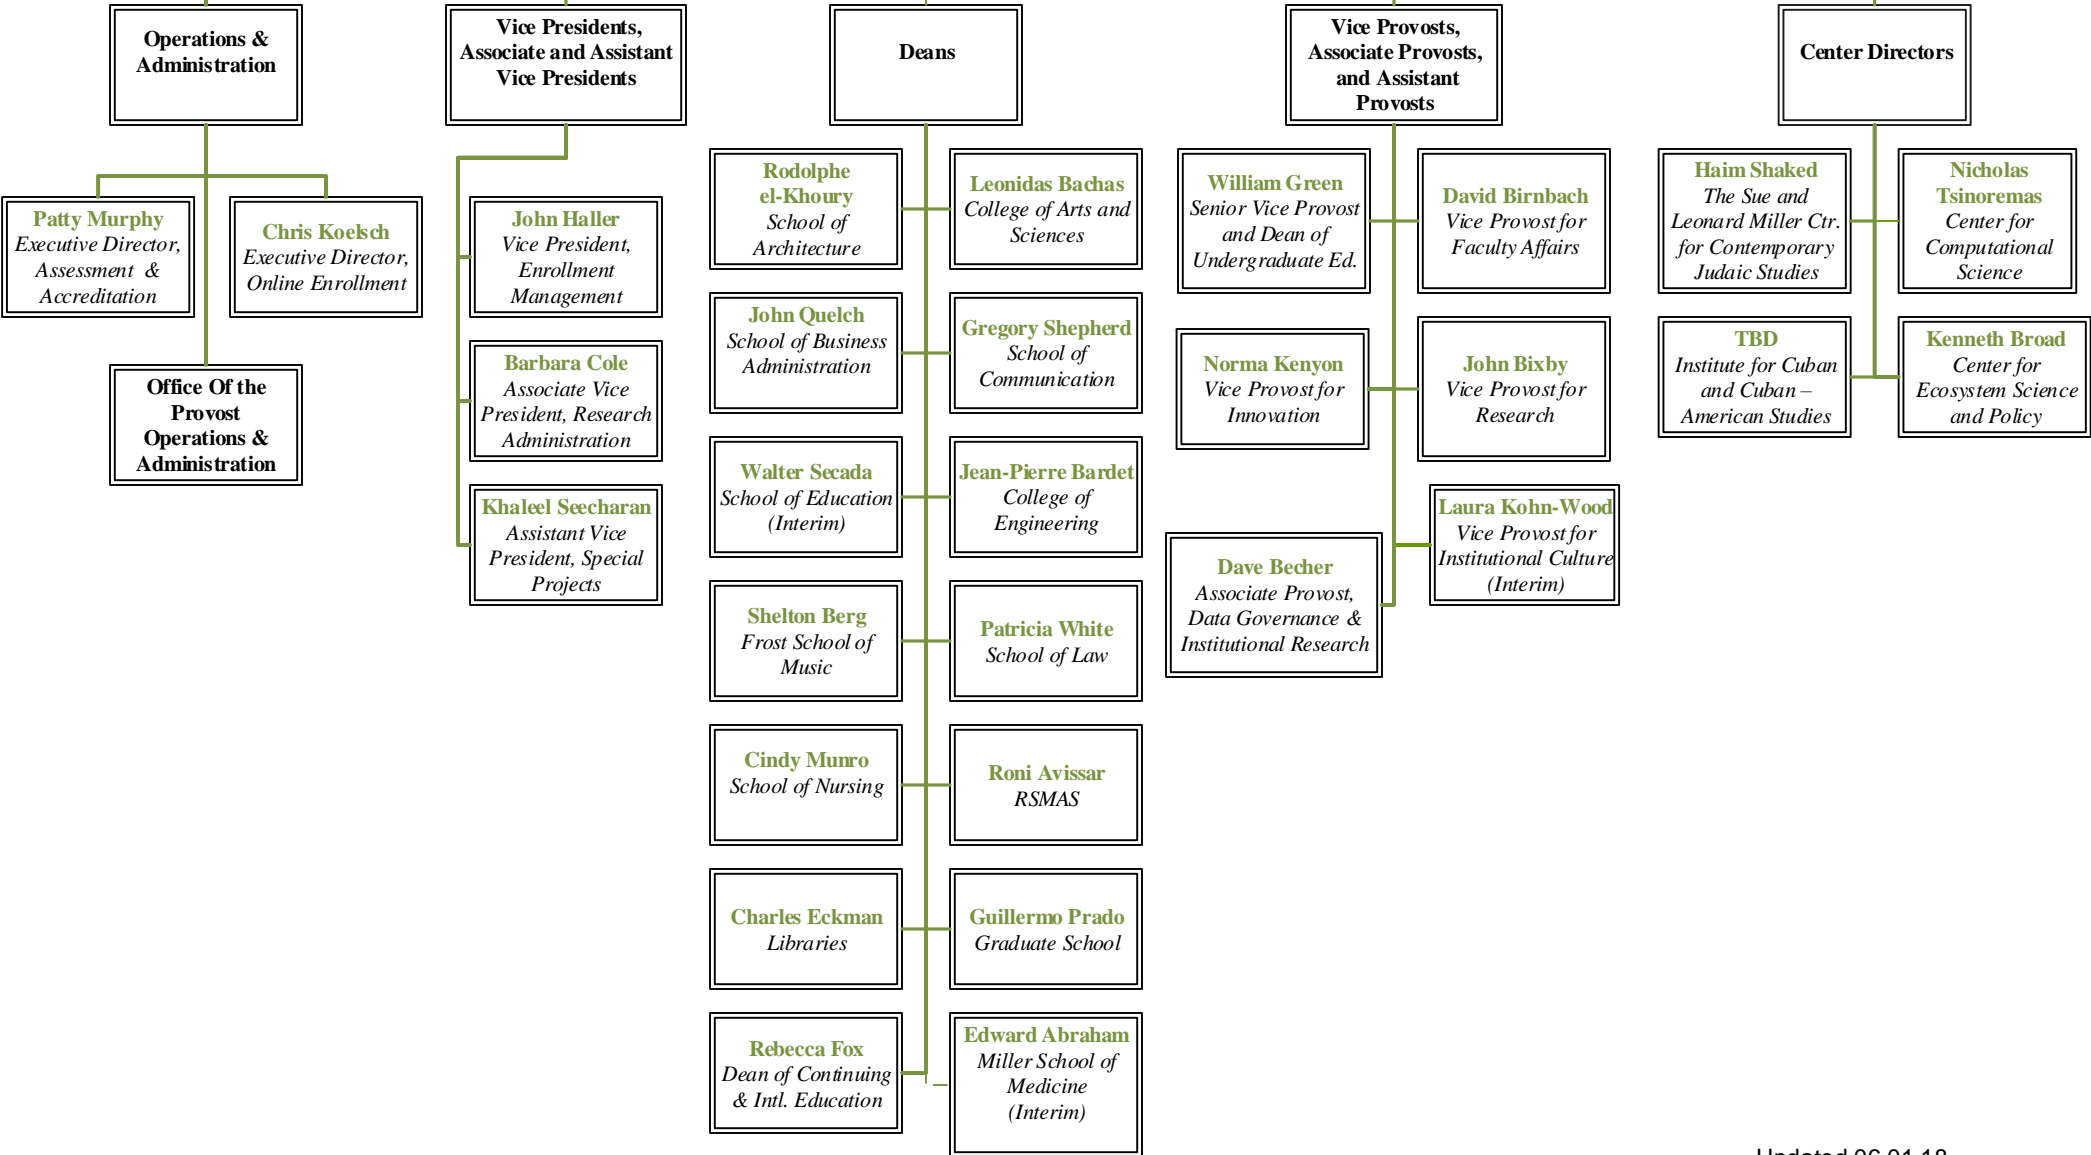 Operations &
Administration
Vice Presidents,
Associate and Assistant
Vice Presidents
Deans
Vice Provosts,
Associate Provosts,
and Assistant
Provosts
Center Directors
Patty Murphy
Executive Director,
Assessment &
Accreditation
Chris Koelsch
Executive Director,
Online Enrollment
Office Of the
Provost
Operations &
Administration
John Haller
Vice President,
Enrollment
Management
Barbara Cole
Associate Vice
President, Research
Administration
Khaleel Seecharan
Assistant Vice
President, Special
Projects
Rodolphe
el-Khoury
School of
Architecture
Leonidas Bachas
College of Arts and
Sciences
John Quelch
School of Business
Administration
Gregory Shepherd
School of
Communication
Walter Secada
School of Education
(Interim)
Jean-Pierre Bardet
College of
Engineering
Shelton Berg
Frost School of
Music
Patricia White
School of Law
Cindy Munro
School of Nursing
Roni Avissar
RSMAS
Charles Eckman
Libraries
Guillermo Prado
Graduate School
Rebecca Fox
Dean of Continuing
& Intl. Education
Edward Abraham
Miller School of
Medicine
(Interim)
William Green
Senior Vice Provost
and Dean of
Undergraduate Ed.
David Birnbach
Vice Provost for
Faculty Affairs
Norma Kenyon
Vice Provost for
Innovation
John Bixby
Vice Provost for
Research
Laura Kohn-Wood
Vice Provost for
Institutional Culture
(Interim)
Dave Becher
Associate Provost,
Data Governance &
Institutional Research
Haim Shaked
The Sue and
Leonard Miller Ctr.
for Contemporary
Judaic Studies
Nicholas
Tsinoremas
Center for
Computational
Science
TBD
Institute for Cuban
and Cuban –
American Studies
Kenneth Broad
Center for
Ecosystem Science
and Policy
Updated 06.01.18